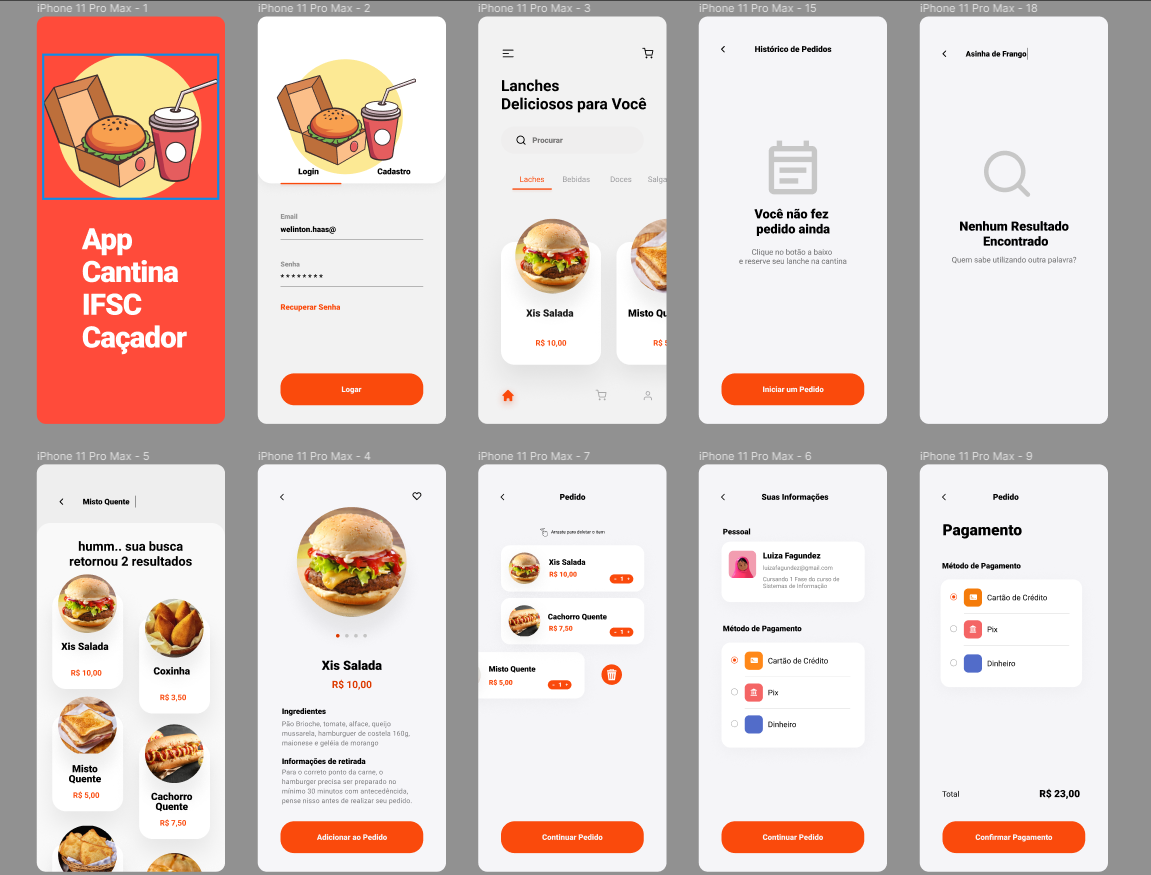 iPhone 11 Pro Max - 1
App
Cantina
IFSC
Caçador
iPhone 11 Pro Max - 2
Login
Cadastro
Email
welinton.haas@
Senha
********
Recuperar Senha
Logar
iPhone 11 Pro Max - 3
Lanches
Deliciosos para Você
Procurar
Laches
Bebidas
Doces
Salga
Xis Salada
R$ 10,00
Misto Qu
R$ 5
iPhone 11 Pro Max - 15
Histórico de Pedidos
Você não fez
pedido ainda
Clique no botão a baixo
e reserve seu lanche na cantina
Iniciar um Pedido
iPhone 11 Pro Max - 18
Asinha de Frango
Nenhum Resultado
Encontrado
Quem sabe utilizando outra palavra?
iPhone 11 Pro Max - 5
Misto Quente
humm.. sua busca
retornou 2 resultados
Xis Salada
R$ 10,00
Coxinha
R$ 3,50
Misto
Quente
R$ 5,00
Cachorro
Quente
R$ 7,50
iPhone 11 Pro Max - 4
Xis Salada
R$ 10,00
Ingredientes
Pão Brioche, tomate, alface, queijo
mussarela, hamburguer de costela 160g,
maionese e geléia de morango
Informações de retirada
Para o correto ponto da carne, o
hamburger precisa ser preparado no
mínimo 30 minutos com antecedência,
pense nisso antes de realizar seu pedido.
Adicionar ao Pedido
iPhone 11 Pro Max - 7
Pedido
Arraste para deletar o item
Xis Salada
R$ 10,00
- 1 +
Cachorro Quente
R$ 7,50
- 1 +
Misto Quente
R$ 5,00
- 1 +
Continuar Pedido
iPhone 11 Pro Max - 6
Suas Informações
Pessoal
Luiza Fagundez
luizafagundez@gmail.com
Cursando 1 Fase do curso de
Sistemas de Informação
Método de Pagamento
Cartão de Crédito
Pix
Dinheiro
Continuar Pedido
iPhone 11 Pro Max - 9
Pedido
Pagamento
Método de Pagamento
Cartão de Crédito
Pix
Dinheiro
Total
R$ 23,00
Confirmar Pagamento